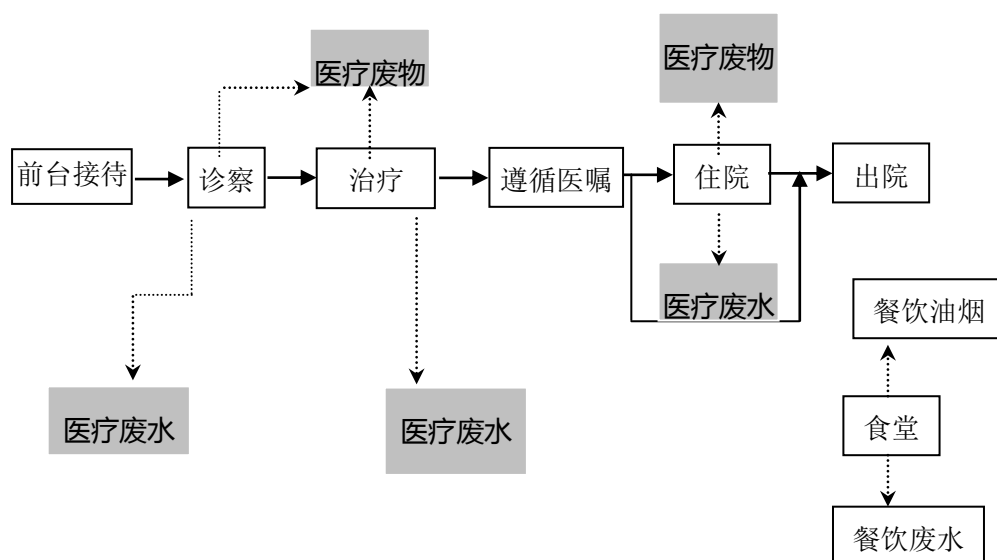 医疗废物
医疗废物
前台接待
诊察
治疗
遵循医嘱
住院
出院
医疗废水
餐饮油烟
医疗废水
医疗废水
食堂
餐饮废水